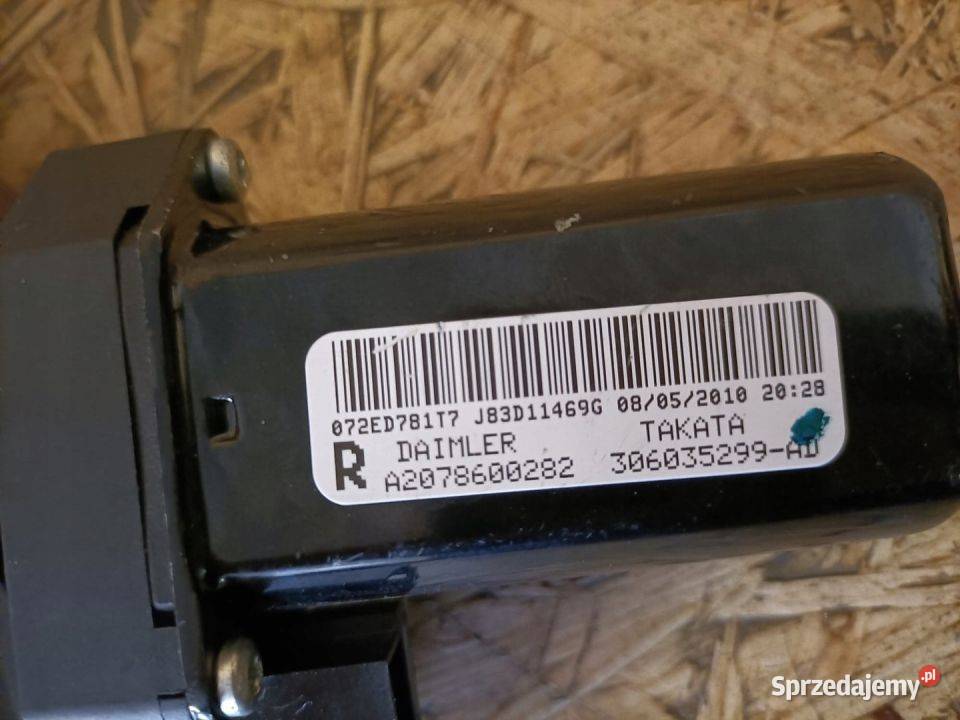 072ED781T7 J83D11469G 08/05/2010 20:28
R DAIMLER TAKATA
A2078600282 306035299-AD
Sprzedajemy.pl